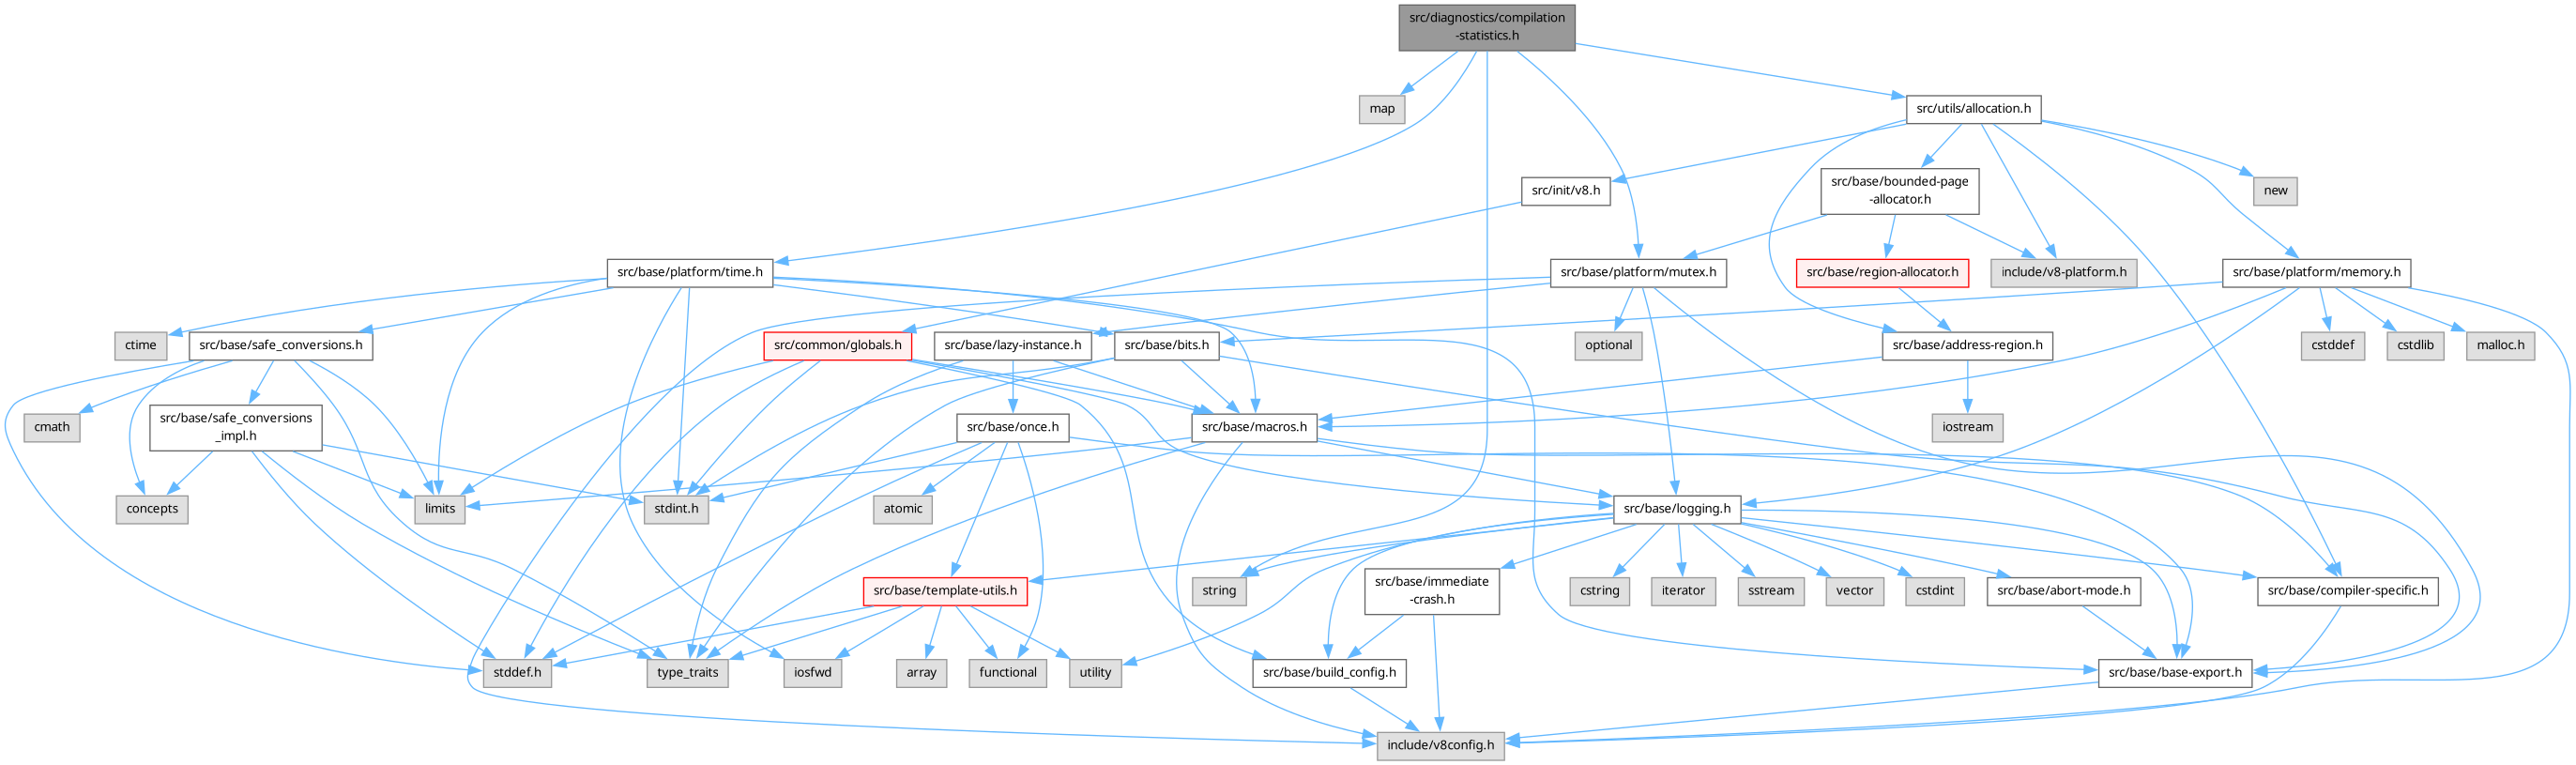 src/diagnostics/compilation
-statistics.h
map
src/utils/allocation.h
src/init/v8.h
src/base/bounded-page
-allocator.h
new
src/base/platform/time.h
src/base/platform/mutex.h
src/base/region-allocator.h
include/v8-platform.h
src/base/platform/memory.h
ctime
src/base/safe_conversions.h
src/common/globals.h
src/base/lazy-instance.h
src/base/bits.h
optional
src/base/address-region.h
cstddef
cstdlib
malloc.h
cmath
src/base/safe_conversions
_impl.h
src/base/once.h
src/base/macros.h
iostream
concepts
limits
stdint.h
atomic
src/base/logging.h
src/base/template-utils.h
string
src/base/immediate
-crash.h
cstring
iterator
sstream
vector
cstdint
src/base/abort-mode.h
src/base/compiler-specific.h
stddef.h
type_traits
iosfwd
array
functional
utility
src/base/build_config.h
src/base/base-export.h
include/v8config.h